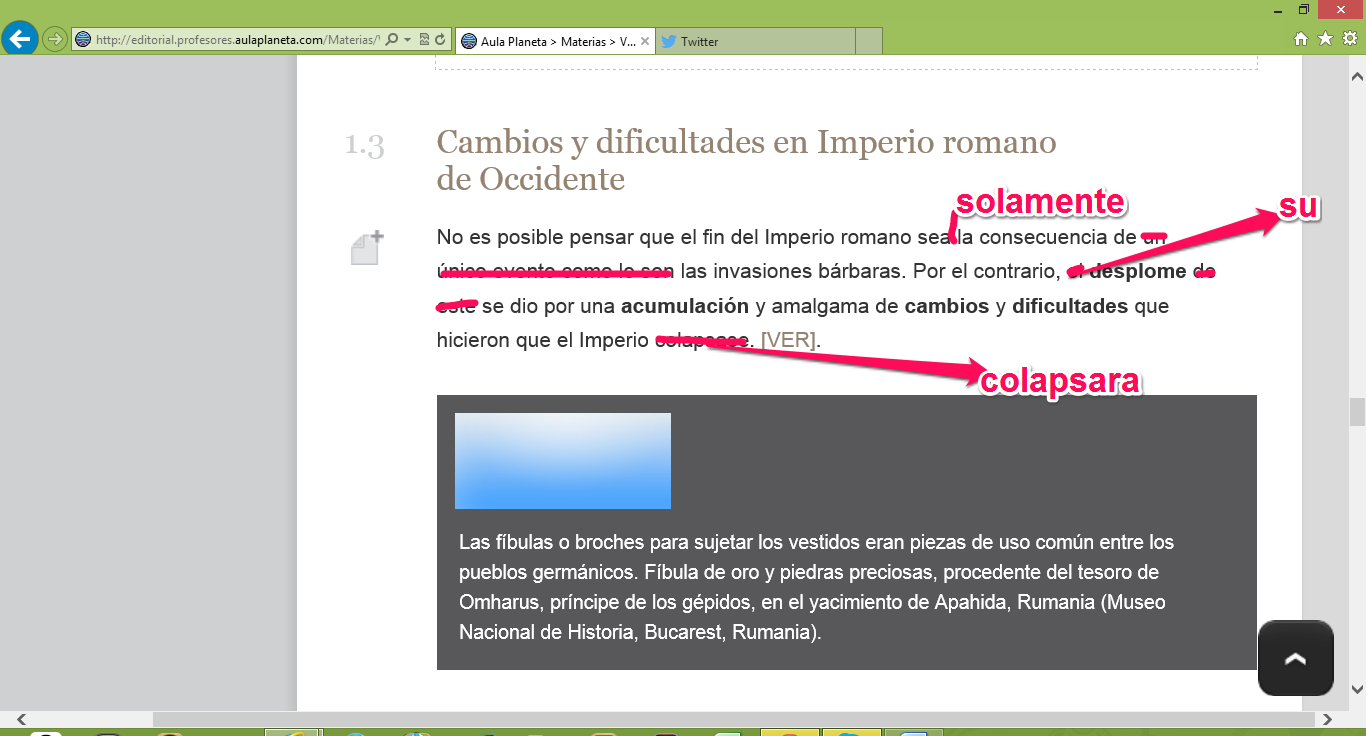 http://editorial.profesores.aulaplaneta.com/Materias/
Aula Planeta > Materias > V...
Twitter
1.3
Cambios y dificultades en Imperio romano
de Occidente
solamente
su
No es posible pensar que el fin del Imperio romano sea la consecuencia de un
único evento como lo son las invasiones bárbaras. Por el contrario, el desplome de
este se dio por una acumulación y amalgama de cambios y dificultades que
hicieron que el Imperio colapsase. [VER].
colapsara
Las fíbulas o broches para sujetar los vestidos eran piezas de uso común entre los
pueblos germánicos. Fíbula de oro y piedras preciosas, procedente del tesoro de
Omharus, príncipe de los gépidos, en el yacimiento de Apahida, Rumania (Museo
Nacional de Historia, Bucarest, Rumania).